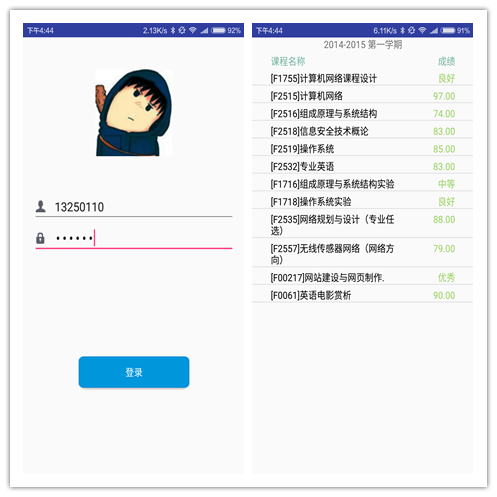 下午4:44 2.13K/s 92%
13250110
••••••
登录
下午4:44 6.11K/s 91%
2014-2015 第一学期
课程名称 成绩
[F1755]计算机网络课程设计 良好
[F2515]计算机网络 97.00
[F2516]组成原理与系统结构 74.00
[F2518]信息安全技术概论 83.00
[F2519]操作系统 85.00
[F2532]专业英语 83.00
[F1716]组成原理与系统结构实验 中等
[F1718]操作系统实验 良好
[F2535]网络规划与设计（专业任 88.00
选）
[F2557]无线传感器网络（网络方 79.00
向）
[F00217]网站建设与网页制作. 优秀
[F0061]英语电影赏析 90.00